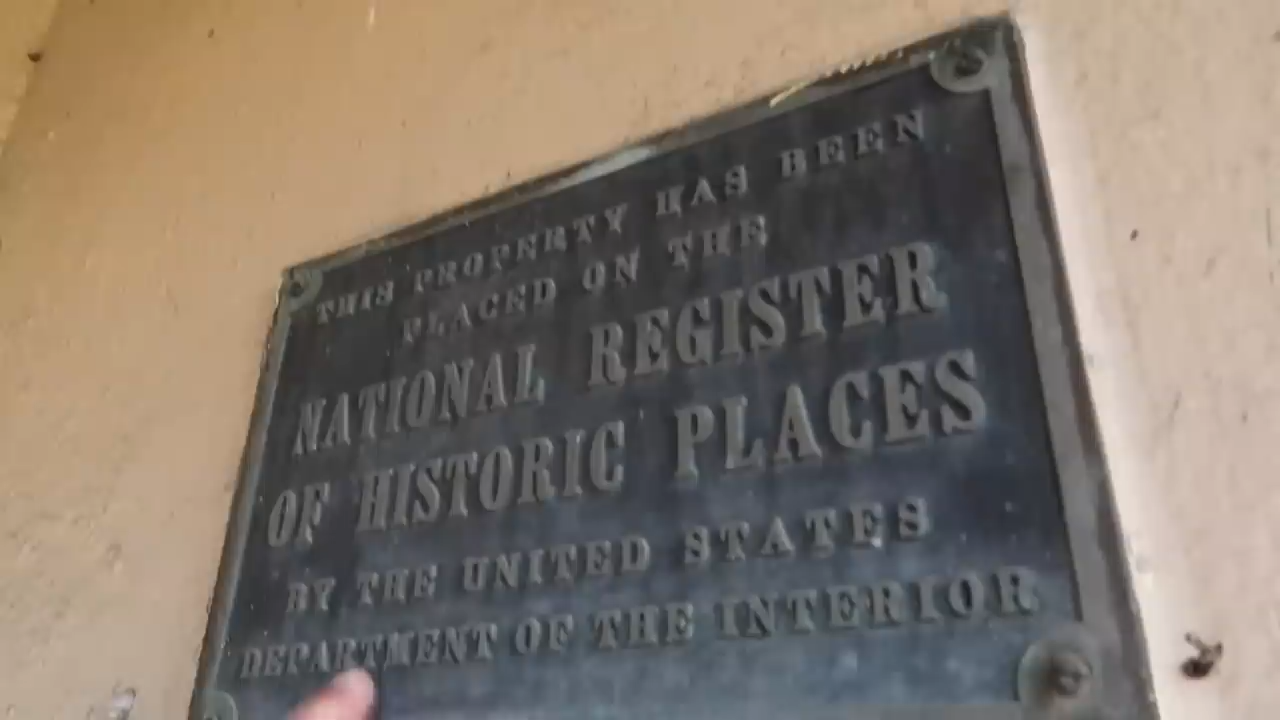 THIS PROPERTY HAS BEEN
PLACED ON THE
NATIONAL REGISTER
OF HISTORIC PLACES
BY THE UNITED STATES
DEPARTMENT OF THE INTERIOR